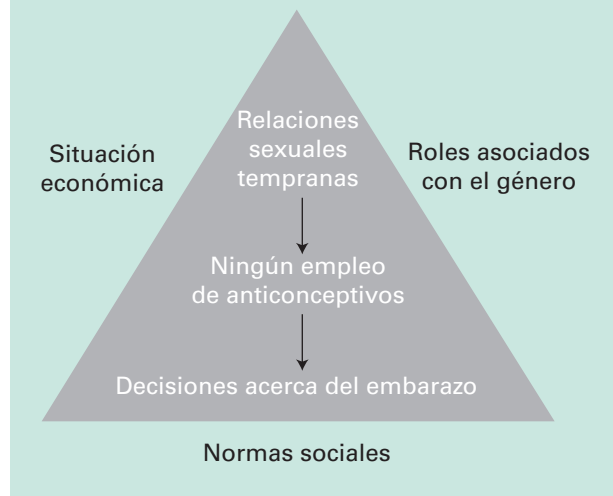 Relaciones
sexuales
tempranas
Situación
económica
Roles asociados
con el género
Ningún empleo
de anticonceptivos
Decisiones acerca del embarazo
Normas sociales